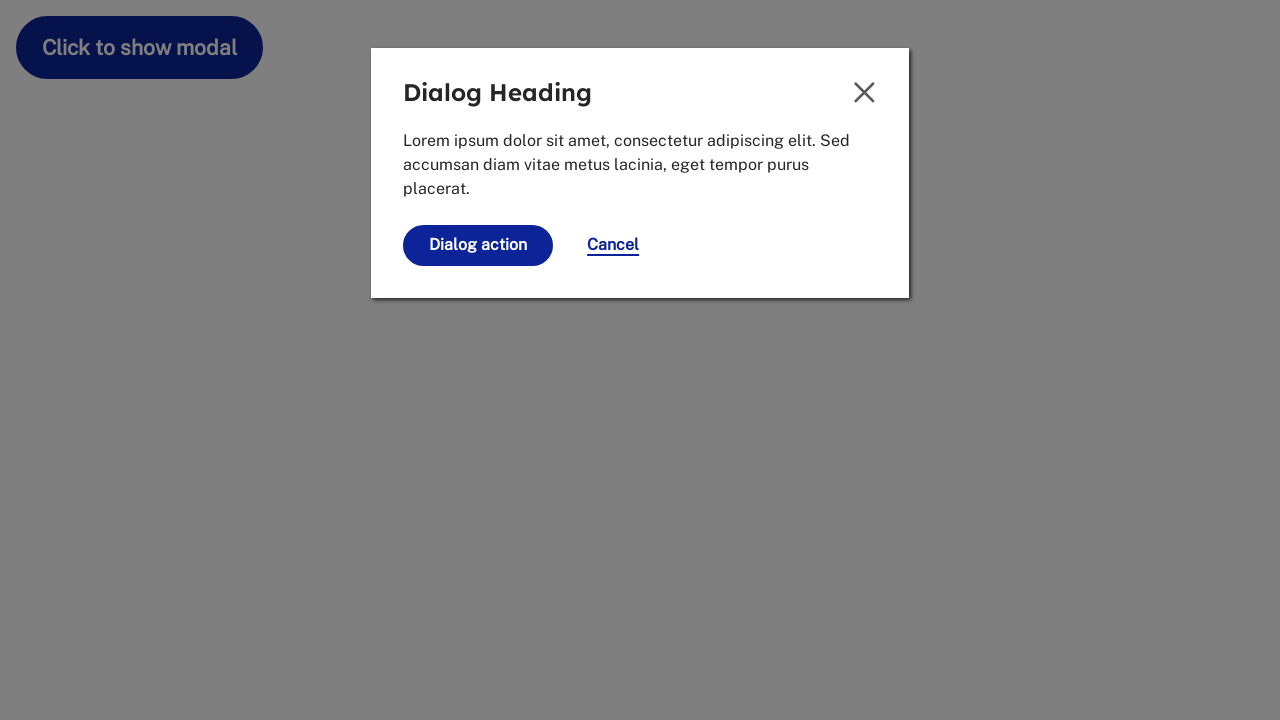 Click to show modal
Dialog Heading
Lorem ipsum dolor sit amet, consectetur adipiscing elit. Sed
accumsan diam vitae metus lacinia, eget tempor purus
placerat.
Dialog action
Cancel